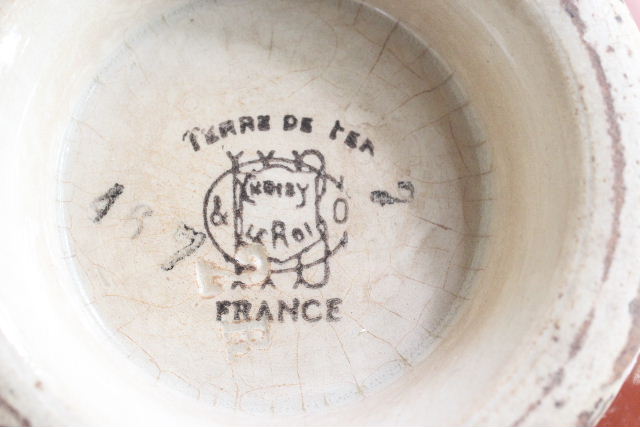 TERRE DE FER
CHOISY
& O
LE ROI
FRANCE